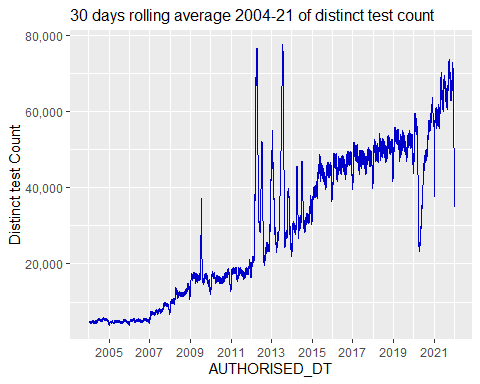 30 days rolling average 2004-21 of distinct test count
80,000
60,000
40,000
20,000
Distinct test Count
2005 2007 2009 2011 2013 2015 2017 2019 2021
AUTHORISED_DT